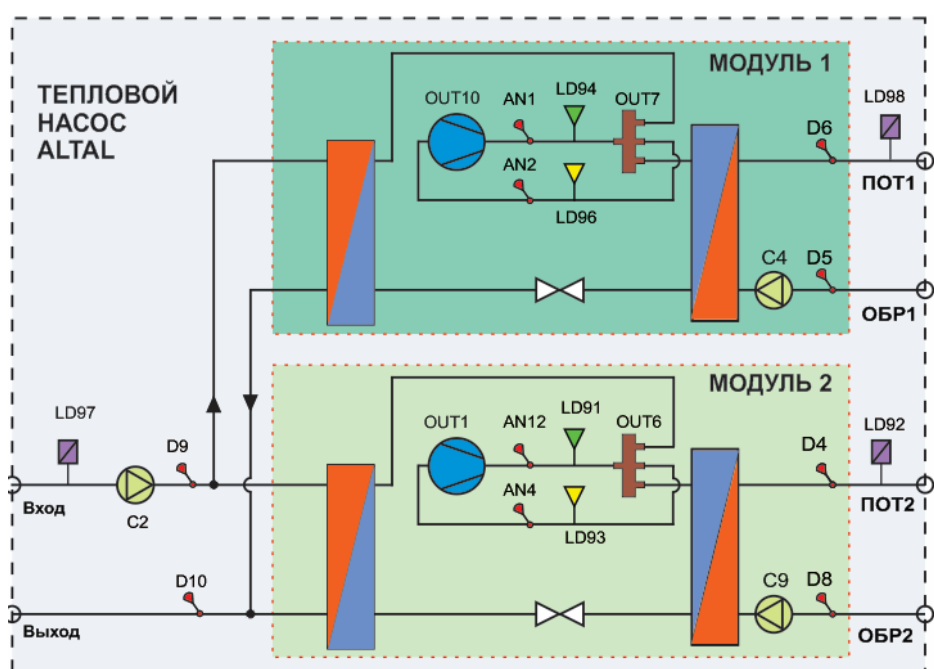 ТЕПЛОВОЙ
НАСОС
ALTAL
МОДУЛЬ 1
OUT10
AN1
LD94
OUT7
AN2
LD96
D6
LD98
ПОТ1
C4
D5
ОБР1
МОДУЛЬ 2
OUT1
AN12
LD91
OUT6
AN4
LD93
D4
LD92
ПОТ2
C9
D8
ОБР2
LD97
D9
Вход
C2
D10
Выход